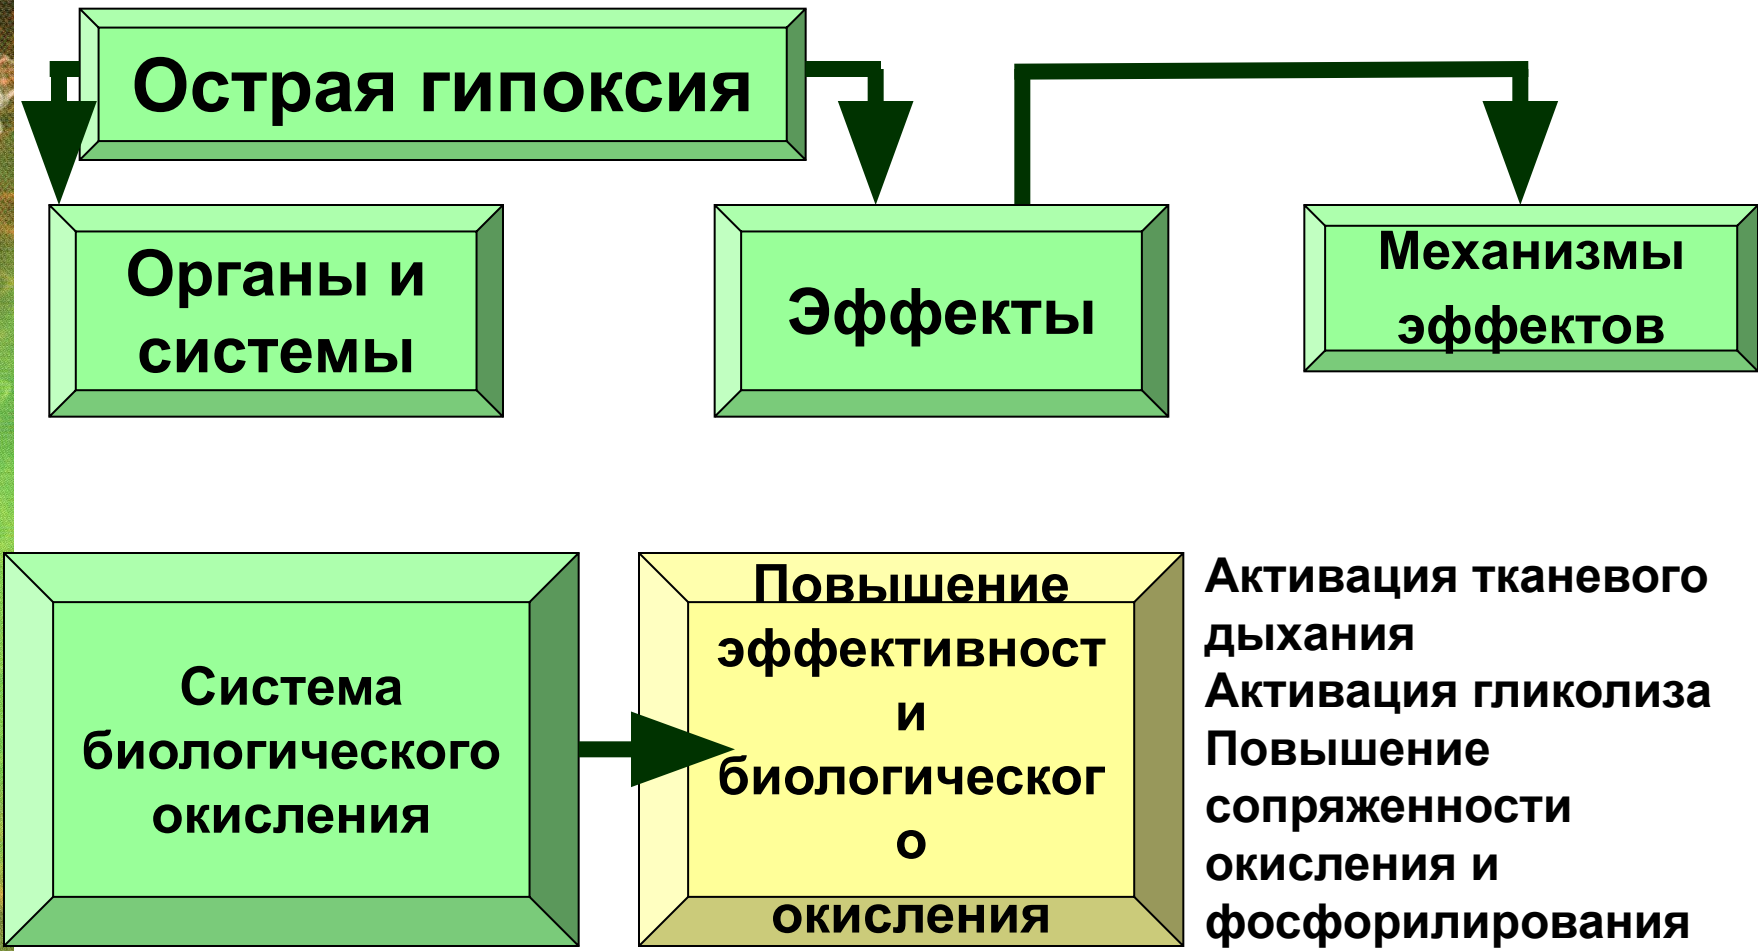 Острая гипоксия
Органы и
системы
Эффекты
Механизмы
эффектов
Система
биологического
окисления
Повышение
эффективност
и
биологическог
о
окисления
Активация тканевого
дыхания
Активация гликолиза
Повышение
сопряженности
окисления и
фосфорилирования